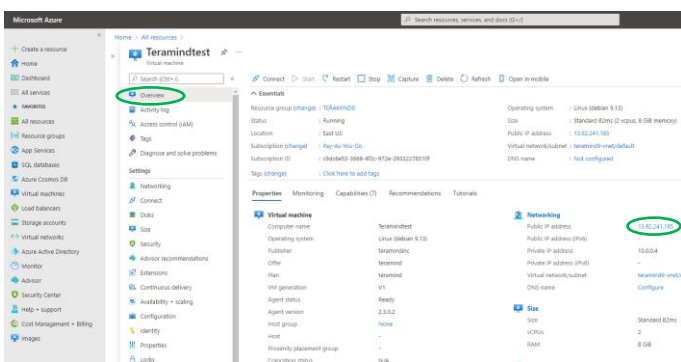 Microsoft Azure
Search resources, services, and docs (G+/)
Home > All resources >
Create a resource
Home
Dashboard
All services
FAVORITES
All resources
Resource groups
App Services
SQL databases
Azure Cosmos DB
Virtual machines
Load balancers
Storage accounts
Virtual networks
Azure Active Directory
Monitor
Advisor
Security Center
Help + support
Cost Management + Billing
Images
Teramindtest
Virtual machine
Search (Ctrl+/)
Overview
Activity log
Access control (IAM)
Tags
Diagnose and solve problems
Settings
Networking
Connect
Disks
Size
Security
Advisor recommendations
Extensions
Continuous delivery
Availability + scaling
Configuration
Identity
Properties
Locks
Connect Start Restart Stop Capture Delete Refresh Open in mobile
Essentials
Resource group (change) : TERAMIND9
Status : Running
Location : East US
Subscription (change) : Pay-As-You-Go
Subscription ID :
Tags (change) : Click here to add tags
Operating system : Linux (debian 9.13)
Size : Standard B2ms (2 vcpus, 8 GiB memory)
Public IP address : 13.92.241.185
Virtual network/subnet : teramind9-vnet/default
DNS name : Not configured
Properties Monitoring Capabilities (7) Recommendations Tutorials
Virtual machine
Computer name Teramindtest
Operating system Linux (debian 9.13)
Publisher teramindinc
Offer teramind
Plan teramind
VM generation V1
Agent status Ready
Agent version 2.3.0.2
Host group None
Host -
Proximity placement group -
Colocation status N/A
Networking
Public IP address 13.92.241.185
Public IP address (IPv6) -
Private IP address 10.0.0.4
Private IP address (IPv6) -
Virtual network/subnet teramind9-vnet/
DNS name Configure
Size
Size Standard B2ms
vCPUs 2
RAM 8 GiB